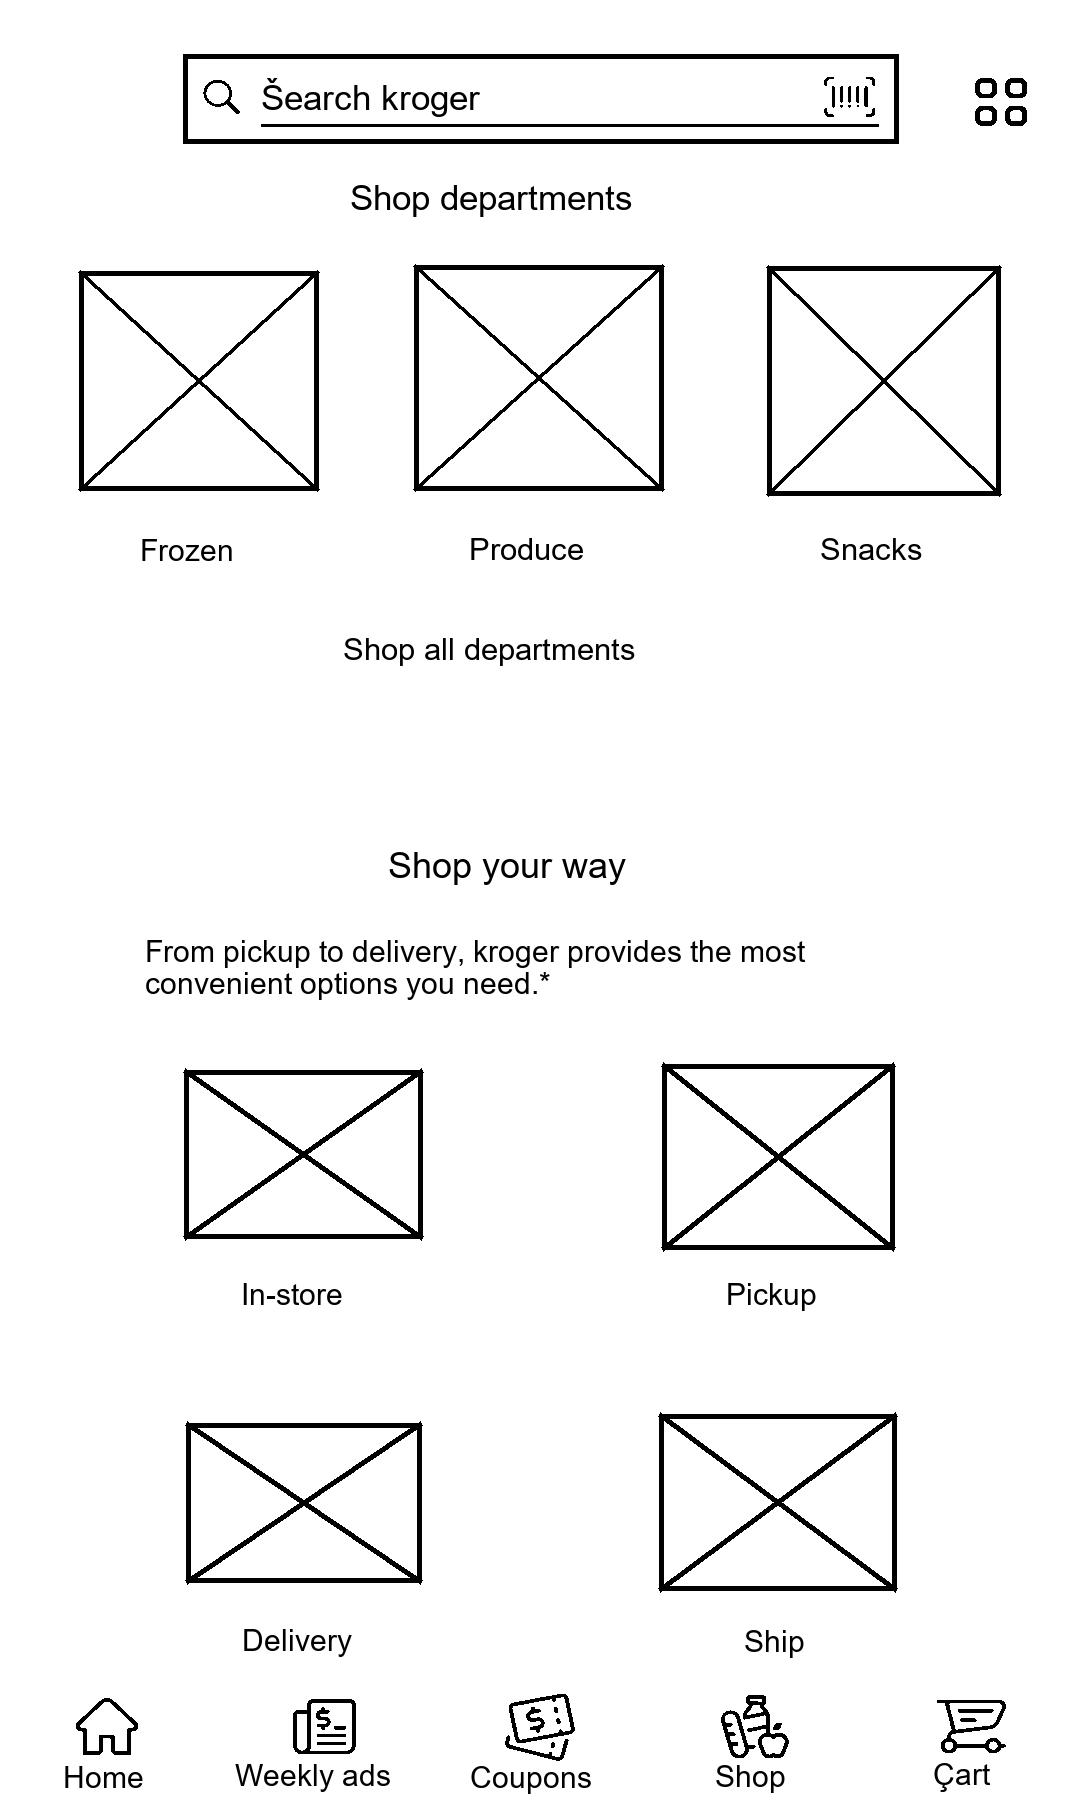 Šearch kroger
Shop departments
Frozen
Produce
Snacks
Shop all departments
Shop your way
From pickup to delivery, kroger provides the most
convenient options you need.*
In-store
Pickup
Delivery
Ship
Home
Weekly ads
Coupons
Shop
Çart